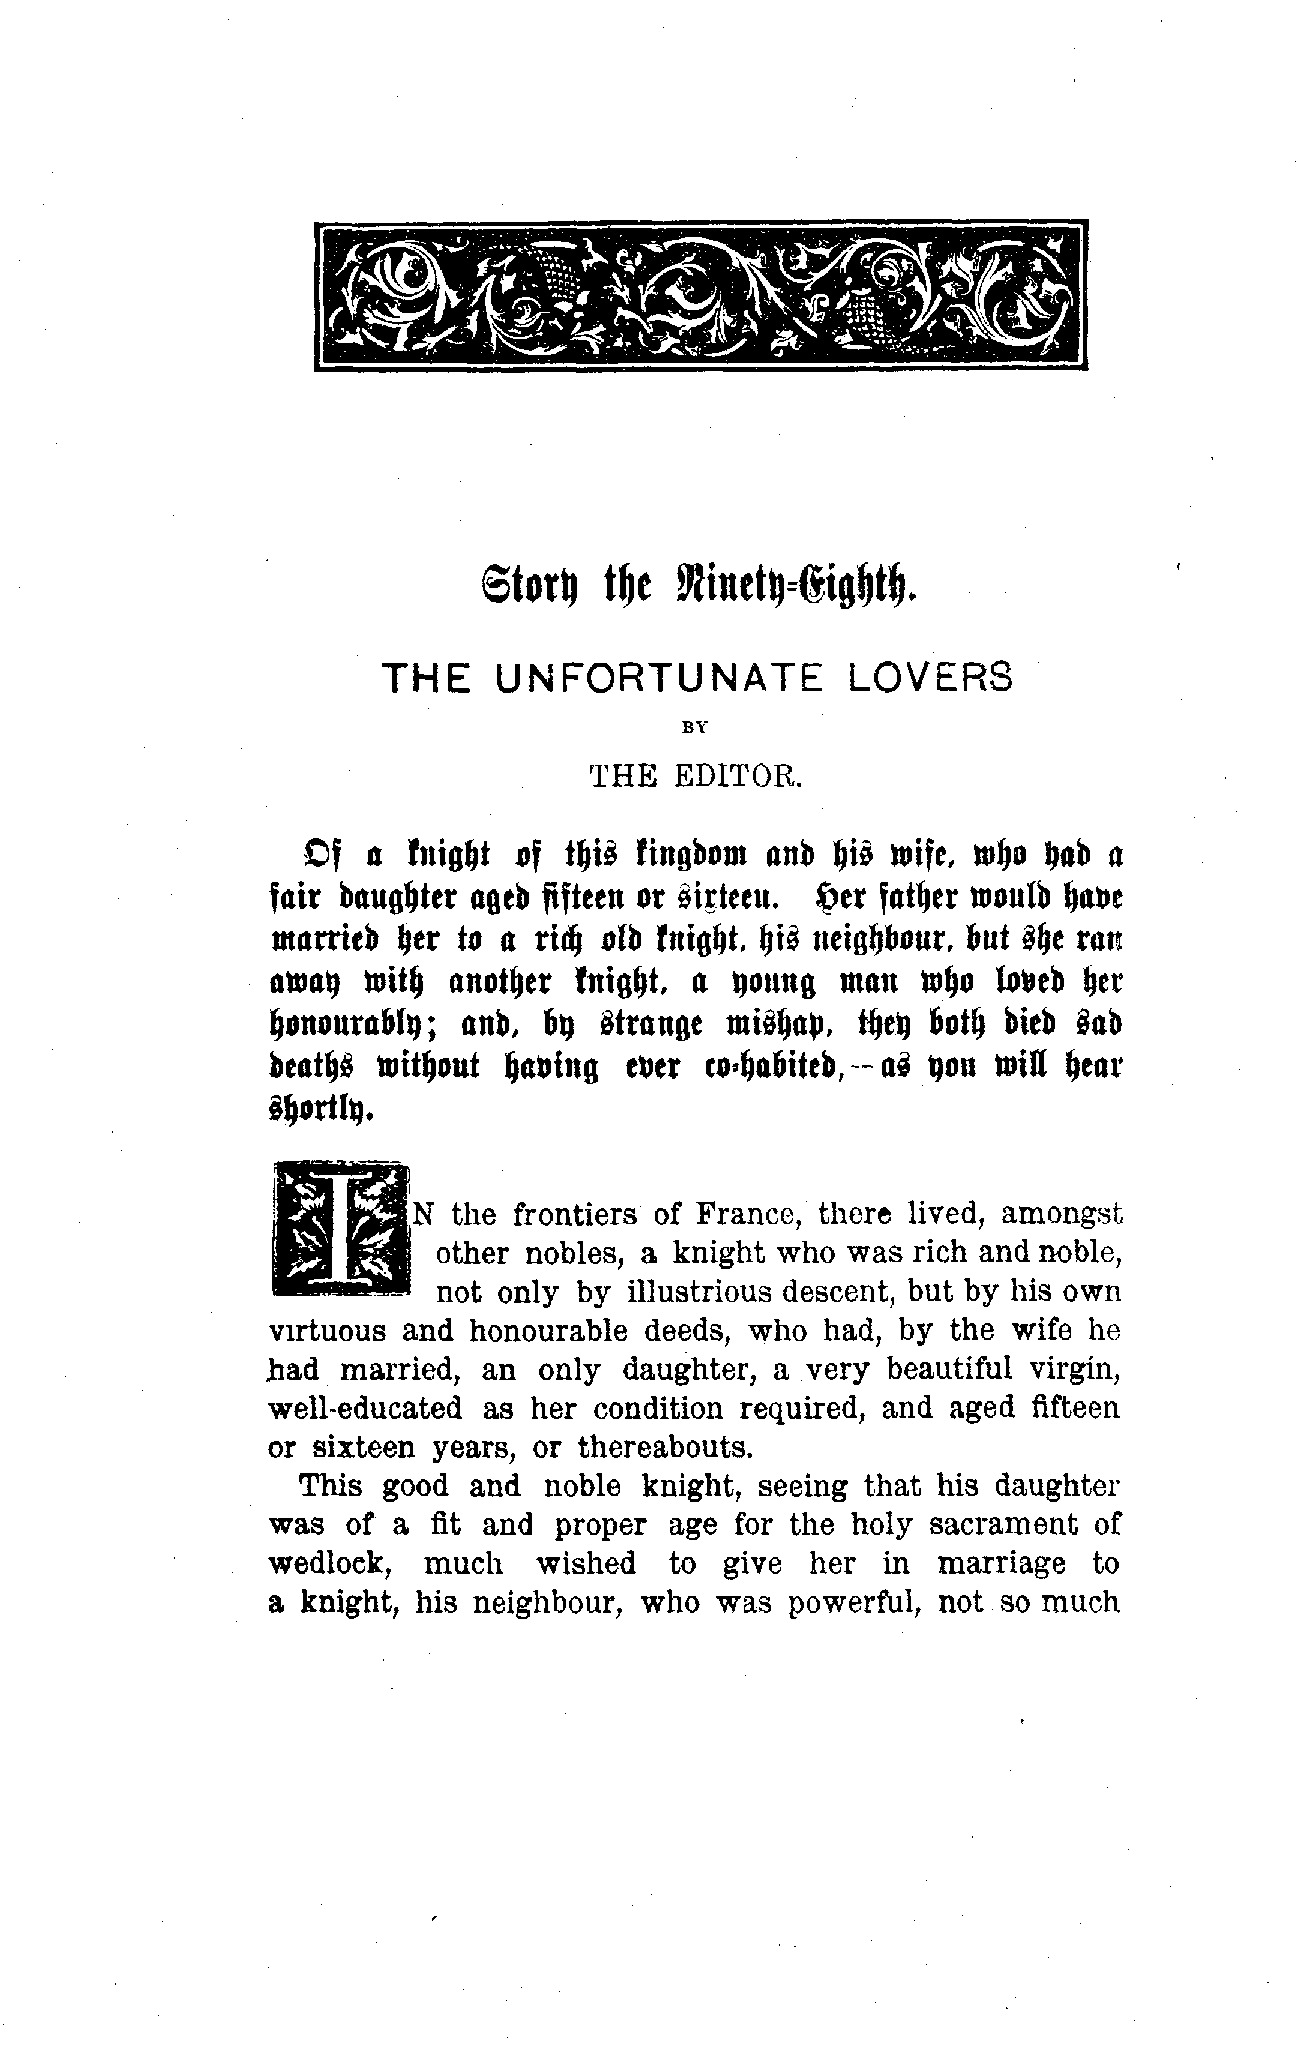 Story the Ninety-Eighth.
THE UNFORTUNATE LOVERS
BY
THE EDITOR.
Of a knight of this kingdom and his wife, who had a
fair daughter aged fifteen or sixteen. Her father would have
married her to a rich old knight, his neighbour, but she ran
away with another knight, a young man who loved her
honourably; and, by strange mishap, they both died sad
deaths without having ever co-habited,--as you will hear
shortly.
IN the frontiers of France, there lived, amongst
other nobles, a knight who was rich and noble,
not only by illustrious descent, but by his own
virtuous and honourable deeds, who had, by the wife he
had married, an only daughter, a very beautiful virgin,
well-educated as her condition required, and aged fifteen
or sixteen years, or thereabouts.
This good and noble knight, seeing that his daughter
was of a fit and proper age for the holy sacrament of
wedlock, much wished to give her in marriage to
a knight, his neighbour, who was powerful, not so much